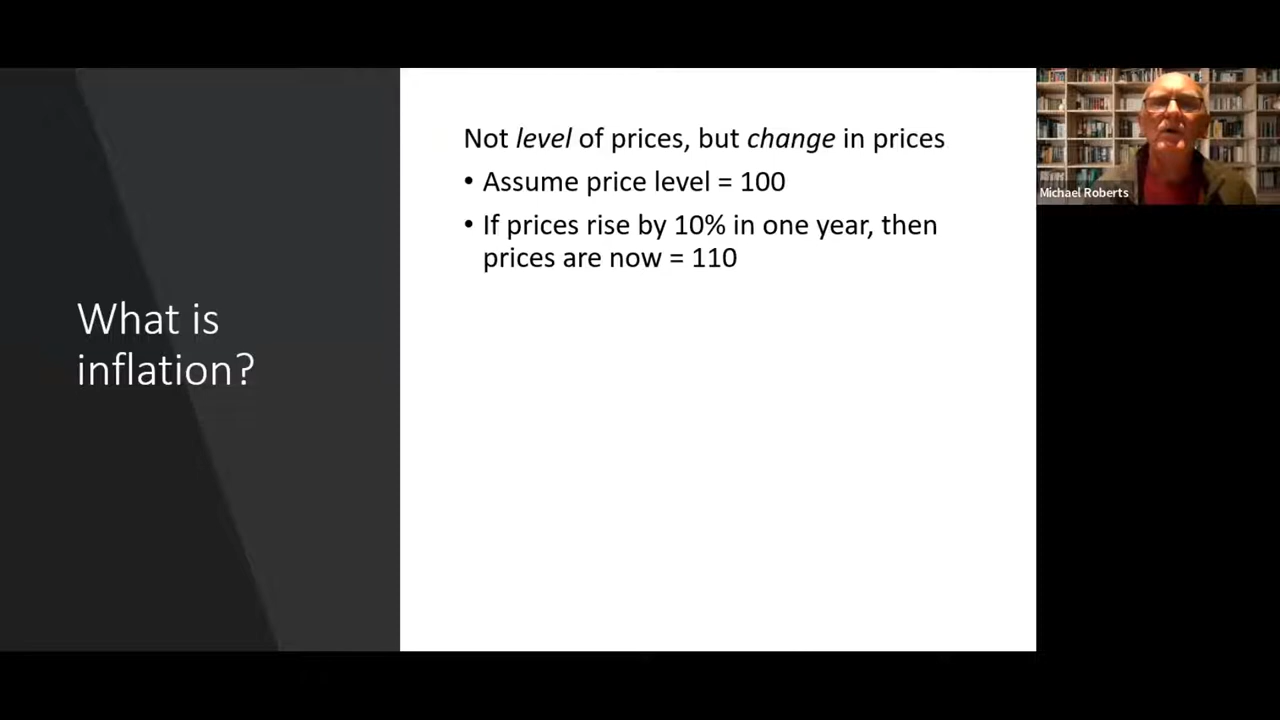 What is
inflation?
Not level of prices, but change in prices
• Assume price level = 100
• If prices rise by 10% in one year, then
prices are now = 110
Michael Roberts